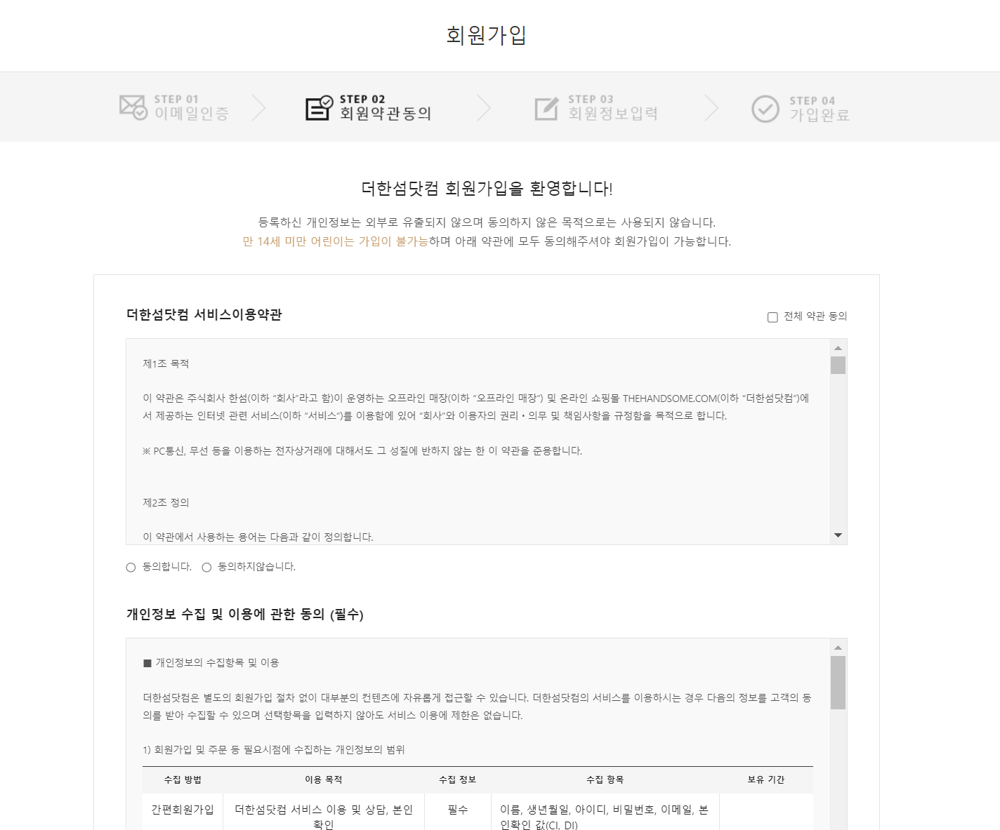 회원가입
STEP 01
이메일인증
STEP 02
회원약관동의
STEP 03
회원정보입력
STEP 04
가입완료
더한섬닷컴 회원가입을 환영합니다!
등록하신 개인정보는 외부로 유출되지 않으며 동의하지 않은 목적으로는 사용되지 않습니다.
만 14세 미만 어린이는 가입이 불가능하며 아래 약관에 모두 동의해주셔야 회원가입이 가능합니다.
더한섬닷컴 서비스이용약관
전체 약관 동의
제1조 목적
이 약관은 주식회사 한섬(이하 “회사”라고 함)이 운영하는 오프라인 매장(이하 “오프라인 매장”) 및 온라인 쇼핑몰 THEHANDSOME.COM(이하 “더한섬닷컴”)에
서 제공하는 인터넷 관련 서비스(이하 “서비스”)를 이용함에 있어 “회사”와 이용자의 권리 • 의무 및 책임사항을 규정함을 목적으로 합니다.
※ PC통신, 무선 등을 이용하는 전자상거래에 대해서도 그 성질에 반하지 않는 한 이 약관을 준용합니다.
제2조 정의
이 약관에서 사용하는 용어는 다음과 같이 정의합니다.
동의합니다. 동의하지않습니다.
개인정보 수집 및 이용에 관한 동의 (필수)
■ 개인정보의 수집항목 및 이용
더한섬닷컴은 별도의 회원가입 절차 없이 대부분의 컨텐츠에 자유롭게 접근할 수 있습니다. 더한섬닷컴의 서비스를 이용하시는 경우 다음의 정보를 고객의 동
의를 받아 수집할 수 있으며 선택항목을 입력하지 않아도 서비스 이용에 제한은 없습니다.
1) 회원가입 및 주문 등 필요시점에 수집하는 개인정보의 범위
수집 방법 이용 목적 수집 정보 수집 항목 보유 기간
간편회원가입 더한섬닷컴 서비스 이용 및 상담, 본인 필수 이름, 생년월일, 아이디, 비밀번호, 이메일, 본
확인 인확인 값(CI, DI)